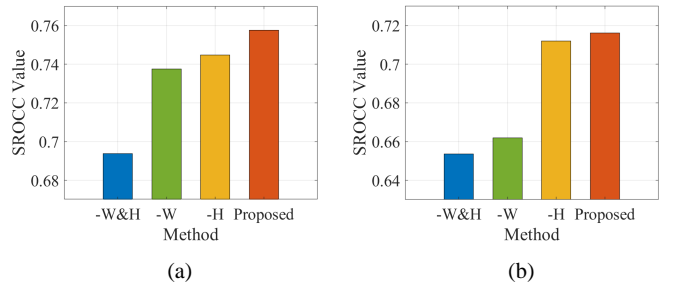 SROCC Value
0.76
0.74
0.72
0.7
0.68
-W&H -W -H Proposed
Method
(a)
SROCC Value
0.72
0.7
0.68
0.66
0.64
-W&H -W -H Proposed
Method
(b)